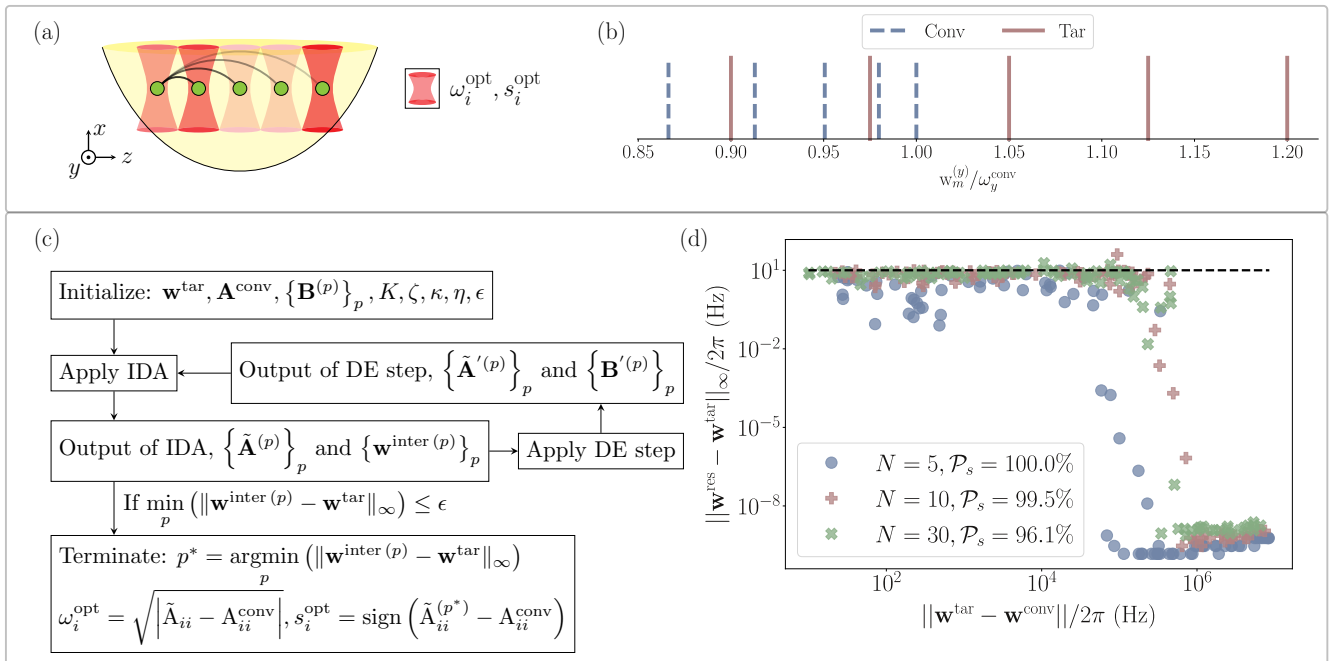 (a)
x
y
z
ω_i^opt, s_i^opt
(b)
Conv
Tar
0.85 0.90 0.95 1.00 1.05 1.10 1.15 1.20
w_m^(y)/ω_y^conv
(c)
Initialize: w^tar, A^conv, {B^(p)}_p, K, ζ, κ, η, ϵ
Apply IDA
Output of DE step, {Ã′^(p)}_p and {B′^(p)}_p
Output of IDA, {Ã^(p)}_p and {w^inter (p)}_p
Apply DE step
If min_p (‖w^inter (p) − w^tar‖_∞) ≤ ϵ
Terminate: p* = argmin_p (‖w^inter (p) − w^tar‖_∞)
ω_i^opt = √|Ã_ii − A_ii^conv|, s_i^opt = sign (Ã_ii^(p*) − A_ii^conv)
(d)
||w^res − w^tar||_∞/2π (Hz)
10^1
10^−2
10^−5
10^−8
N = 5, P_s = 100.0%
N = 10, P_s = 99.5%
N = 30, P_s = 96.1%
10^2 10^4 10^6
||w^tar − w^conv||/2π (Hz)